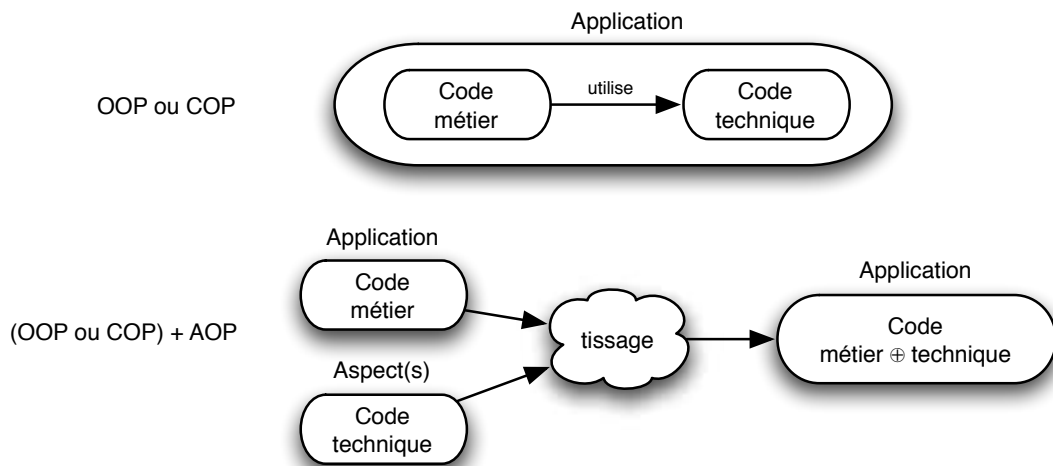 Application
OOP ou COP
Code
métier
utilise
Code
technique
(OOP ou COP) + AOP
Application
Code
métier
Aspect(s)
Code
technique
tissage
Application
Code
métier ⊕ technique